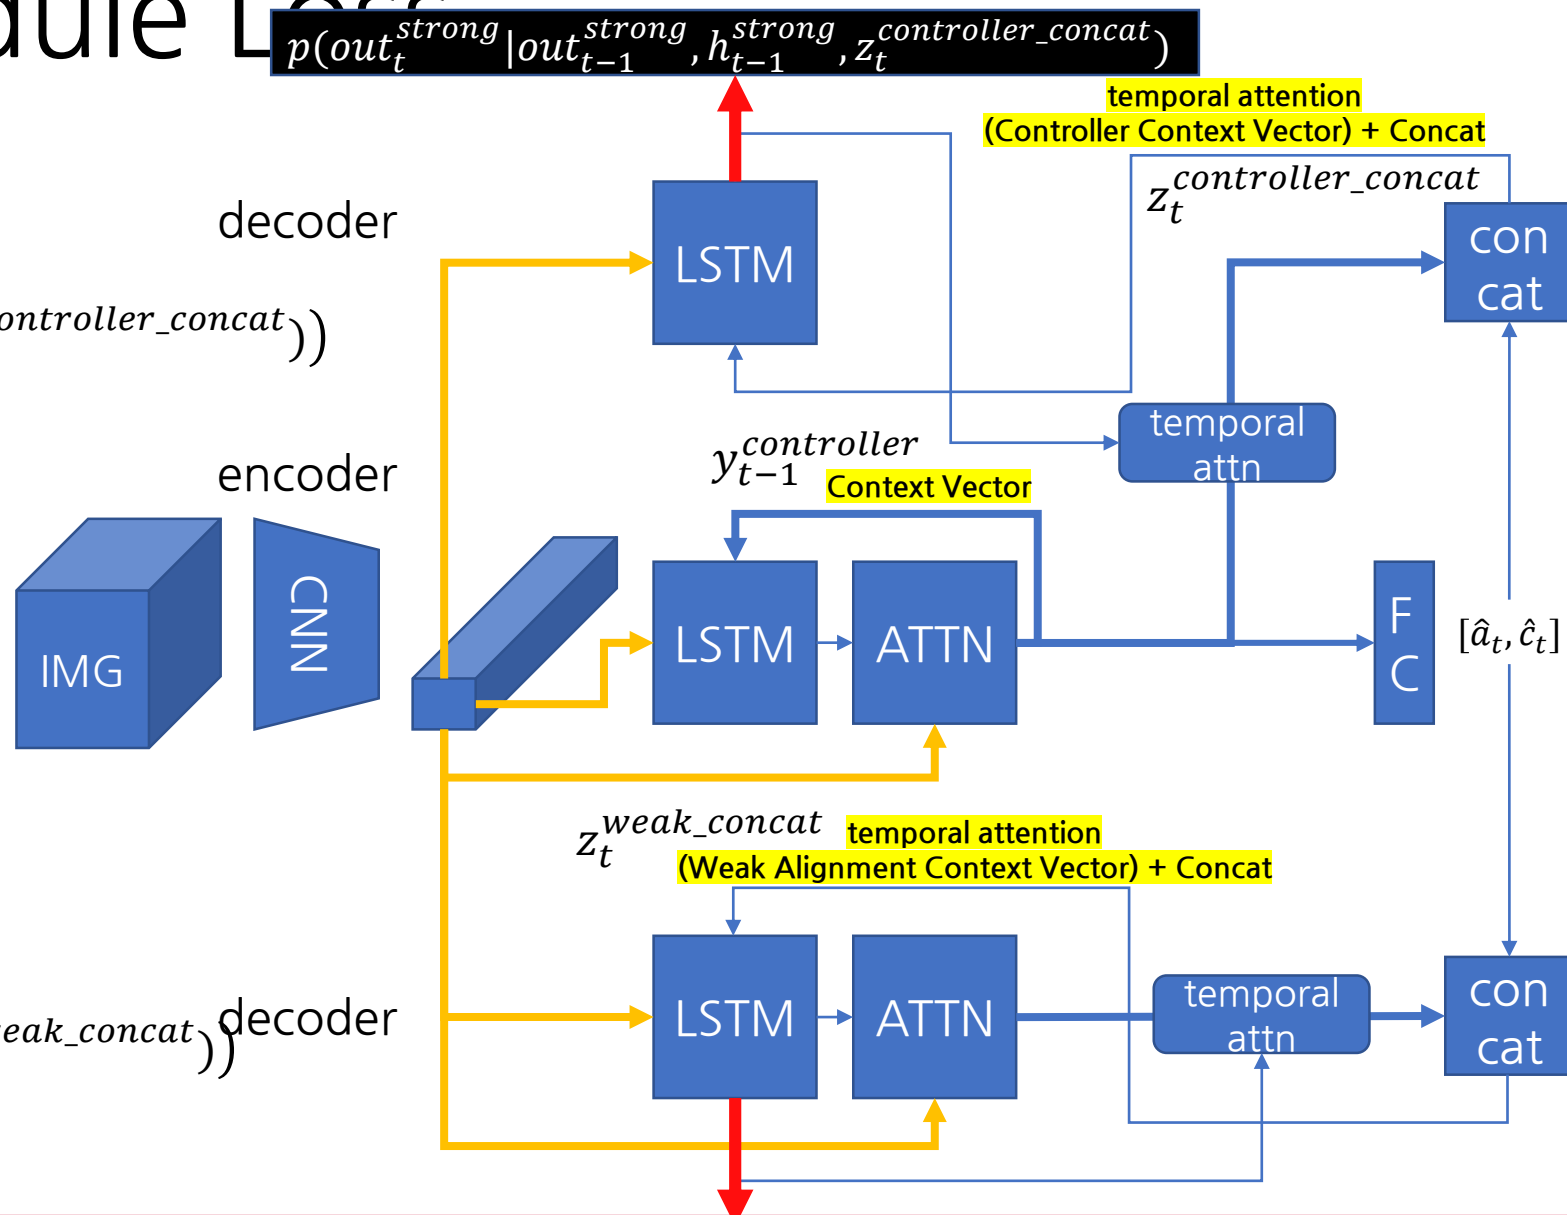 dule Loss
p(out_t^{strong}|out_{t-1}^{strong}, h_{t-1}^{strong}, z_t^{controller_concat})
temporal attention
(Controller Context Vector) + Concat
z_t^{controller_concat}
decoder
LSTM
con
cat
ontroller_concat))
temporal
attn
y_{t-1}^{controller}
Context Vector
encoder
IMG
CNN
LSTM
ATTN
F
C
[â_t, ĉ_t]
z_t^{weak_concat}
temporal attention
(Weak Alignment Context Vector) + Concat
eak_concat))
decoder
LSTM
ATTN
temporal
attn
con
cat